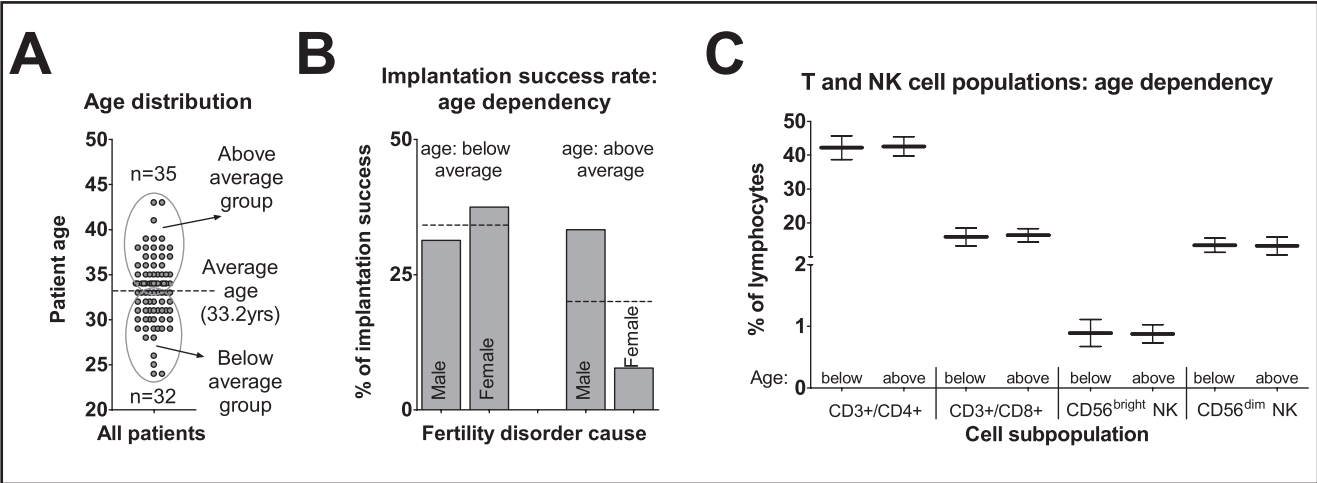 A
Age distribution
50
45
40
35
30
25
20
Patient age
n=35
Above
average
group
Average
age
(33.2yrs)
Below
average
group
n=32
All patients
B
Implantation success rate:
age dependency
50
25
0
% of implantation success
age: below
average
age: above
average
Male
Female
Male
Female
Fertility disorder cause
C
T and NK cell populations: age dependency
50
40
30
20
2
1
0
% of lymphocytes
Age: below above below above below above below above
CD3+/CD4+ CD3+/CD8+ CD56bright NK CD56dim NK
Cell subpopulation